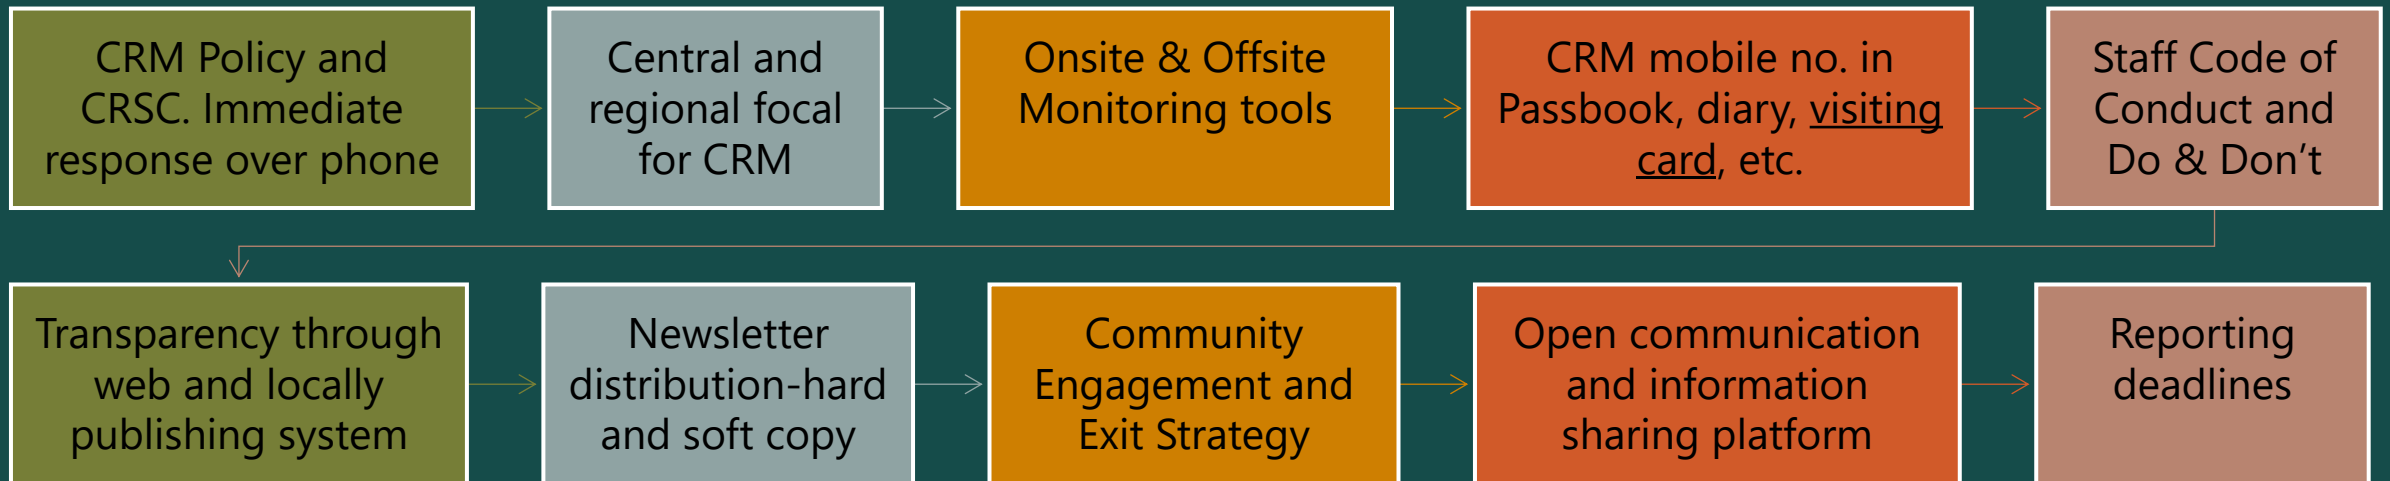 CRM Policy and
CRSC. Immediate
response over phone
Central and
regional focal
for CRM
Onsite & Offsite
Monitoring tools
CRM mobile no. in
Passbook, diary, visiting
card, etc.
Staff Code of
Conduct and
Do & Don’t
Transparency through
web and locally
publishing system
Newsletter
distribution-hard
and soft copy
Community
Engagement and
Exit Strategy
Open communication
and information
sharing platform
Reporting
deadlines